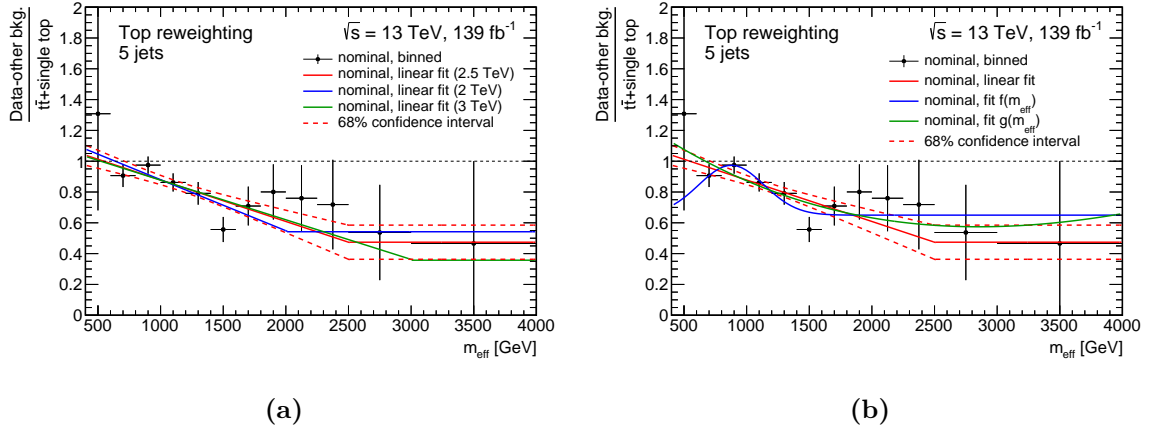 Data-other bkg.
tt̄+single top
2
1.8
1.6
1.4
1.2
1
0.8
0.6
0.4
0.2
0
Top reweighting
5 jets
√s = 13 TeV, 139 fb⁻¹
nominal, binned
nominal, linear fit (2.5 TeV)
nominal, linear fit (2 TeV)
nominal, linear fit (3 TeV)
68% confidence interval
500 1000 1500 2000 2500 3000 3500 4000
m_eff [GeV]
(a)
Data-other bkg.
tt̄+single top
2
1.8
1.6
1.4
1.2
1
0.8
0.6
0.4
0.2
0
Top reweighting
5 jets
√s = 13 TeV, 139 fb⁻¹
nominal, binned
nominal, linear fit
nominal, fit f(m_eff)
nominal, fit g(m_eff)
68% confidence interval
500 1000 1500 2000 2500 3000 3500 4000
m_eff [GeV]
(b)